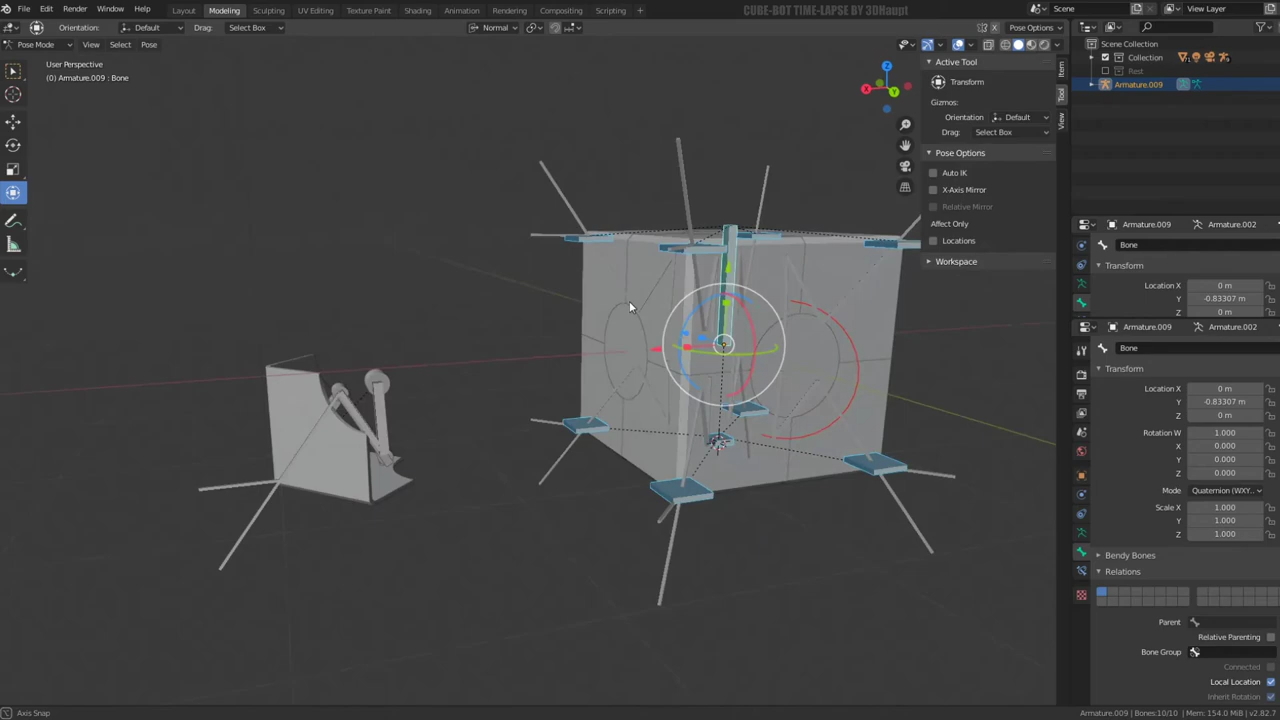 File Edit Render Window Help Layout Modeling Sculpting UV Editing Texture Paint Shading Animation Rendering Compositing Scripting CUBE-BOT TIME-LAPSE BY 3DHaupt Scene View Layer
Orientation: Default Drag: Select Box Normal Pose Options
Pose Mode View Select Pose
User Perspective
(0) Armature.009 : Bone
Active Tool
Transform
Gizmos:
Orientation Default
Drag: Select Box
Pose Options
Auto IK
X-Axis Mirror
Relative Mirror
Affect Only
Locations
Workspace
Item
Tool
View
Scene Collection
Collection
Rest
Armature.009
Armature.009 Armature.002
Bone
Transform
Location X 0 m
Y -0.83307 m
Z 0 m
Armature.009 Armature.002
Bone
Transform
Location X 0 m
Y -0.83307 m
Z 0 m
Rotation W 1.000
X 0.000
Y 0.000
Z 0.000
Mode Quaternion (WXY...
Scale X 1.000
Y 1.000
Z 1.000
Bendy Bones
Relations
Parent
Relative Parenting
Bone Group
Connected
Local Location
Inherit Rotation
Axis Snap
Armature.009 | Bones:10/10 | Mem: 154.0 MiB | v2.82.7